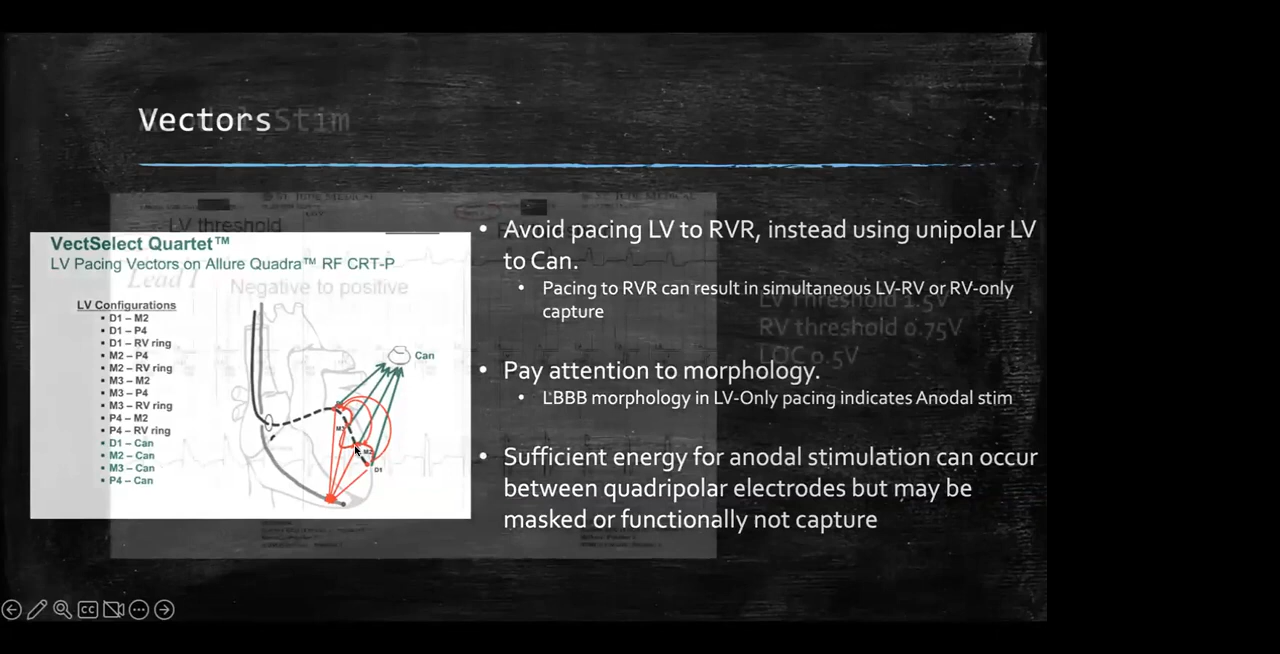 Vectors Stim
LV threshold
VectSelect Quartet™
LV Pacing Vectors on Allure Quadra™ RF CRT-P
Lead I
Negative to positive
LV Configurations
▪ D1 – M2
▪ D1 – P4
▪ D1 – RV ring
▪ M2 – P4
▪ M2 – RV ring
▪ M3 – M2
▪ M3 – P4
▪ M3 – RV ring
▪ P4 – M2
▪ P4 – RV ring
▪ D1 – Can
▪ M2 – Can
▪ M3 – Can
▪ P4 – Can
Can
M2
D1
• Avoid pacing LV to RVR, instead using unipolar LV
to Can.
• Pacing to RVR can result in simultaneous LV-RV or RV-only
capture
LV Threshold 1.5V
RV threshold 0.75V
LOC 0.5V
• Pay attention to morphology.
• LBBB morphology in LV-Only pacing indicates Anodal stim
• Sufficient energy for anodal stimulation can occur
between quadripolar electrodes but may be
masked or functionally not capture
CC